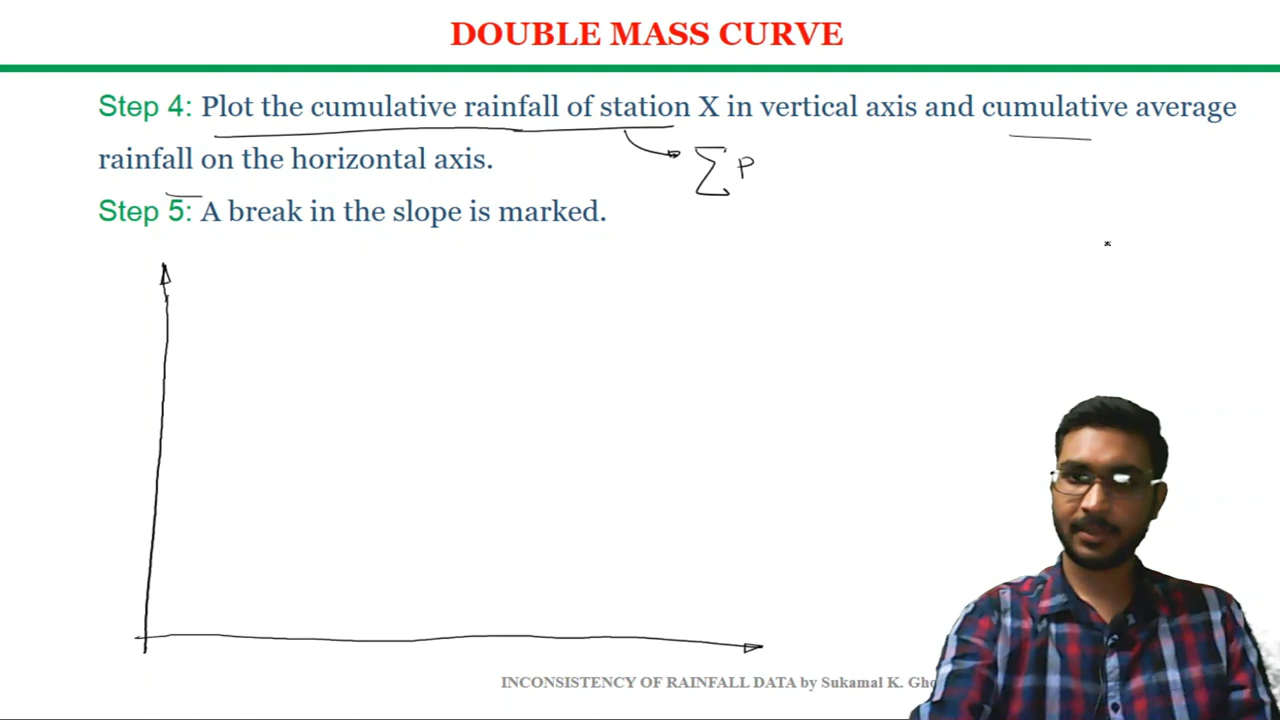 DOUBLE MASS CURVE
Step 4: Plot the cumulative rainfall of station X in vertical axis and cumulative average
rainfall on the horizontal axis.
∑ P
Step 5: A break in the slope is marked.
INCONSISTENCY OF RAINFALL DATA by Sukamal K. Gho